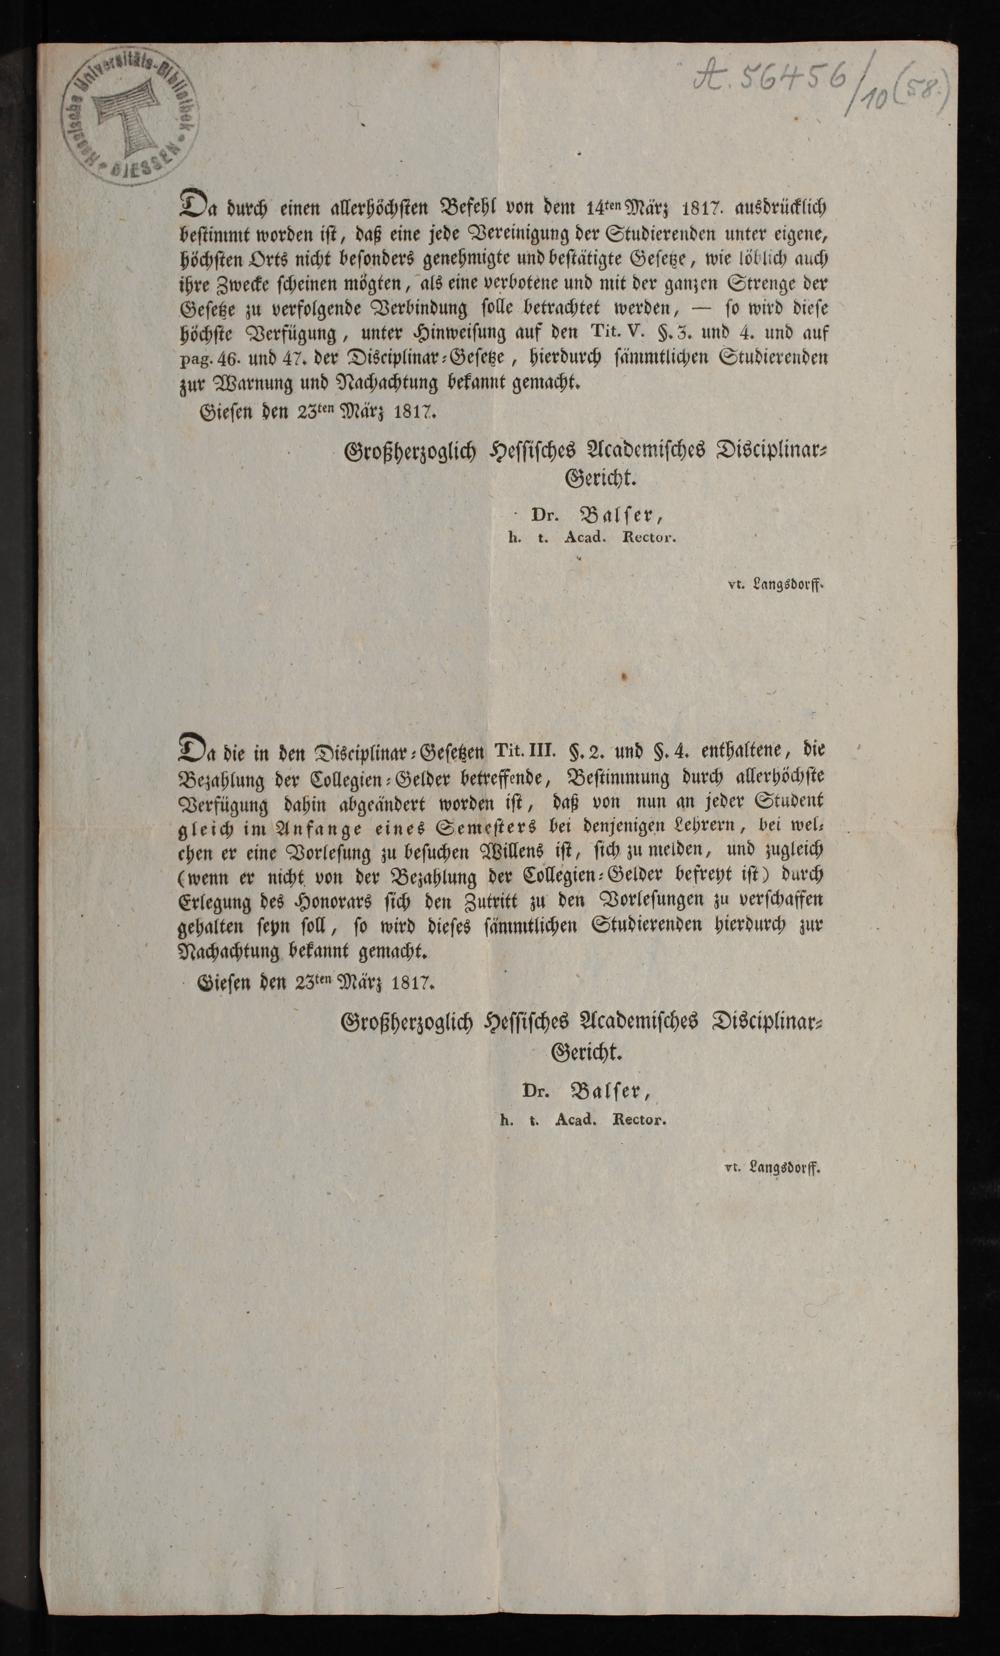 Hessische Universitäts-Bibliothek
GIESSEN
A. 56456/10 (58.)
Da durch einen allerhöchsten Befehl von dem 14ten März 1817. ausdrücklich
bestimmt worden ist, daß eine jede Vereinigung der Studierenden unter eigene,
höchsten Orts nicht besonders genehmigte und bestätigte Gesetze, wie löblich auch
ihre Zwecke scheinen mögten, als eine verbotene und mit der ganzen Strenge der
Gesetze zu verfolgende Verbindung solle betrachtet werden, — so wird diese
höchste Verfügung, unter Hinweisung auf den Tit. V. §. 3. und 4. und auf
pag. 46. und 47. der Disciplinar-Gesetze, hierdurch sämmtlichen Studierenden
zur Warnung und Nachachtung bekannt gemacht.
Giesen den 23ten März 1817.
Großherzoglich Hessisches Academisches Disciplinar-
Gericht.
Dr. Balser,
h. t. Acad. Rector.
vt. Langsdorff.
Da die in den Disciplinar-Gesetzen Tit. III. §. 2. und §. 4. enthaltene, die
Bezahlung der Collegien-Gelder betreffende, Bestimmung durch allerhöchste
Verfügung dahin abgeändert worden ist, daß von nun an jeder Student
gleich im Anfange eines Semesters bei denjenigen Lehrern, bei wel-
chen er eine Vorlesung zu besuchen Willens ist, sich zu melden, und zugleich
(wenn er nicht von der Bezahlung der Collegien-Gelder befreyt ist) durch
Erlegung des Honorars sich den Zutritt zu den Vorlesungen zu verschaffen
gehalten seyn soll, so wird dieses sämmtlichen Studierenden hierdurch zur
Nachachtung bekannt gemacht.
Giesen den 23ten März 1817.
Großherzoglich Hessisches Academisches Disciplinar-
Gericht.
Dr. Balser,
h. t. Acad. Rector.
vt. Langsdorff.